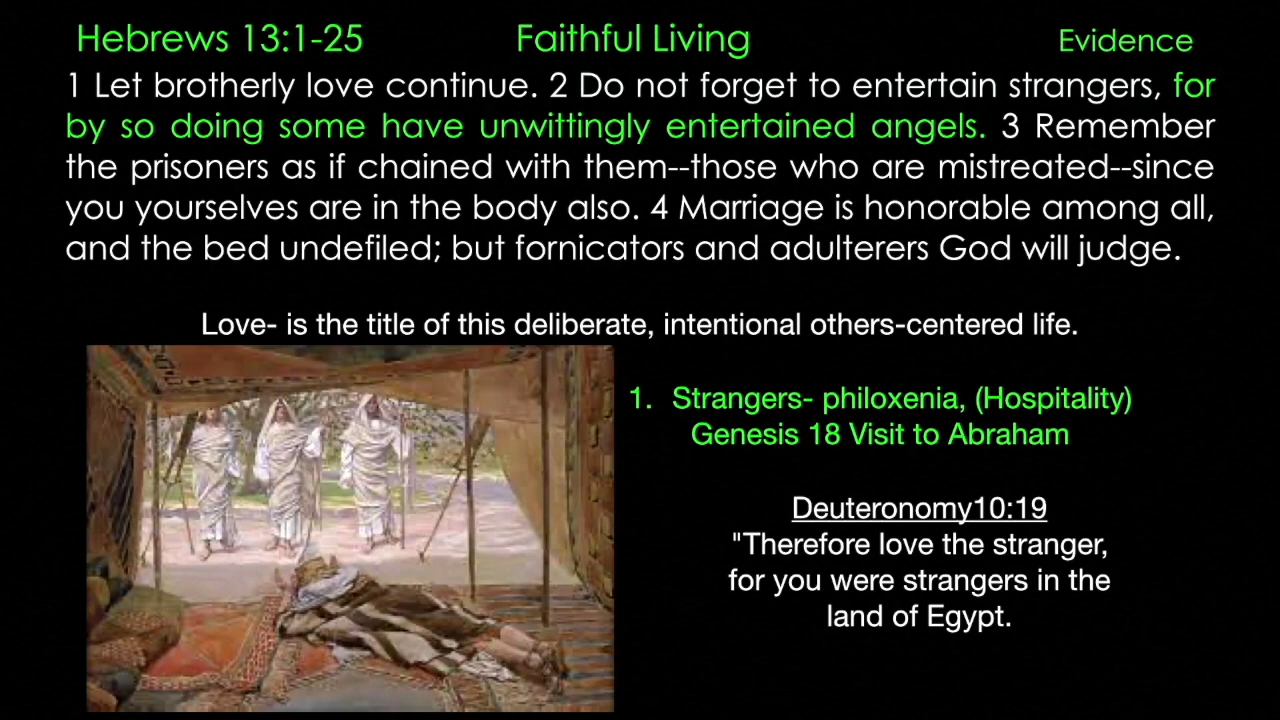 Hebrews 13:1-25 Faithful Living Evidence
1 Let brotherly love continue. 2 Do not forget to entertain strangers, for
by so doing some have unwittingly entertained angels. 3 Remember
the prisoners as if chained with them--those who are mistreated--since
you yourselves are in the body also. 4 Marriage is honorable among all,
and the bed undefiled; but fornicators and adulterers God will judge.
Love- is the title of this deliberate, intentional others-centered life.
1. Strangers- philoxenia, (Hospitality)
Genesis 18 Visit to Abraham
Deuteronomy10:19
"Therefore love the stranger,
for you were strangers in the
land of Egypt.